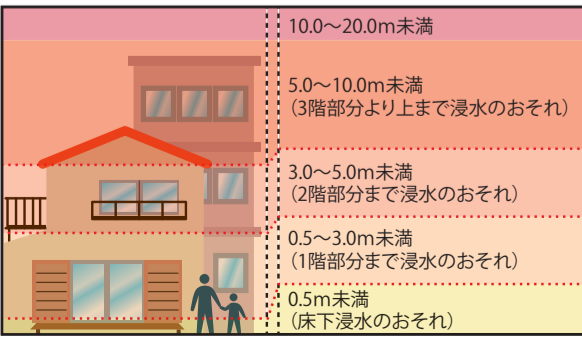 10.0～20.0m未満
5.0～10.0m未満
（3階部分より上まで浸水のおそれ）
3.0～5.0m未満
（2階部分まで浸水のおそれ）
0.5～3.0m未満
（1階部分まで浸水のおそれ）
0.5m未満
（床下浸水のおそれ）